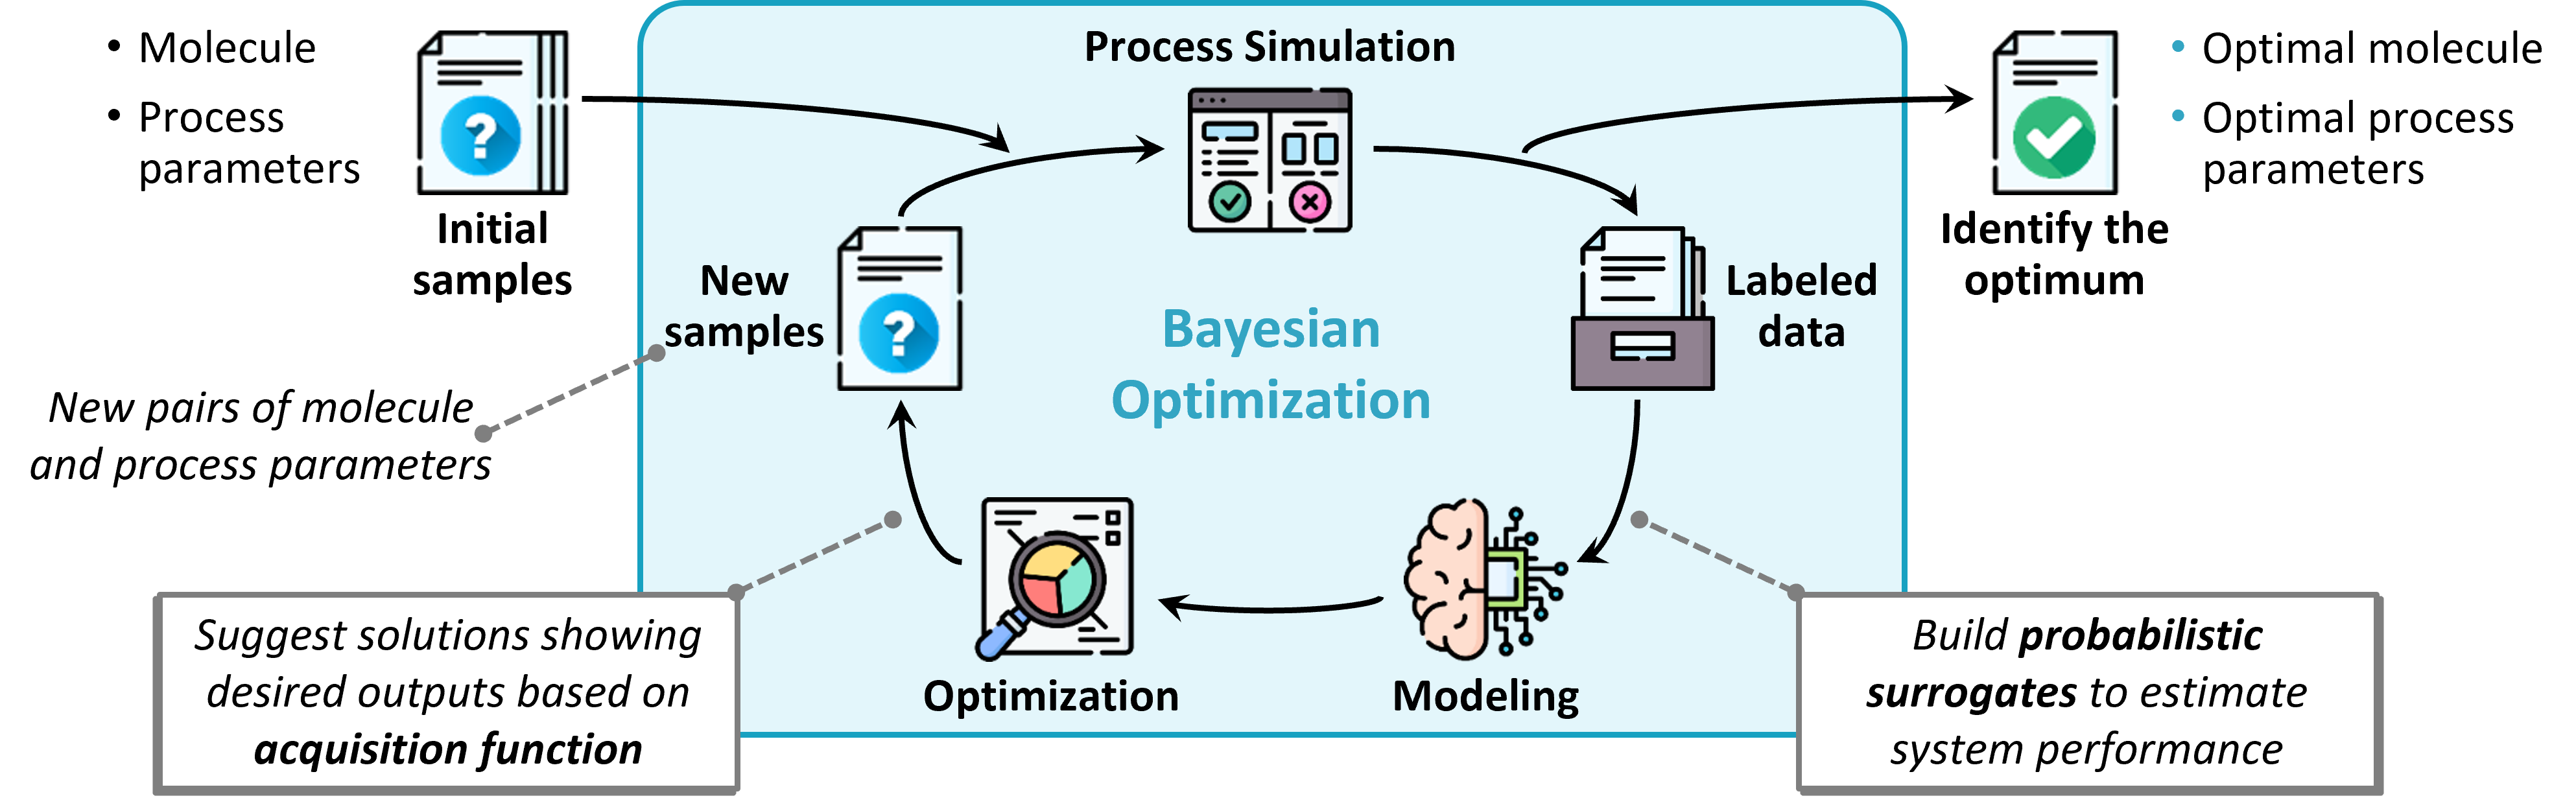 • Molecule
• Process
parameters
Initial
samples
Process Simulation
• Optimal molecule
• Optimal process
parameters
Identify the
optimum
New
samples
Labeled
data
Bayesian
Optimization
New pairs of molecule
and process parameters
Optimization
Modeling
Suggest solutions showing
desired outputs based on
acquisition function
Build probabilistic
surrogates to estimate
system performance